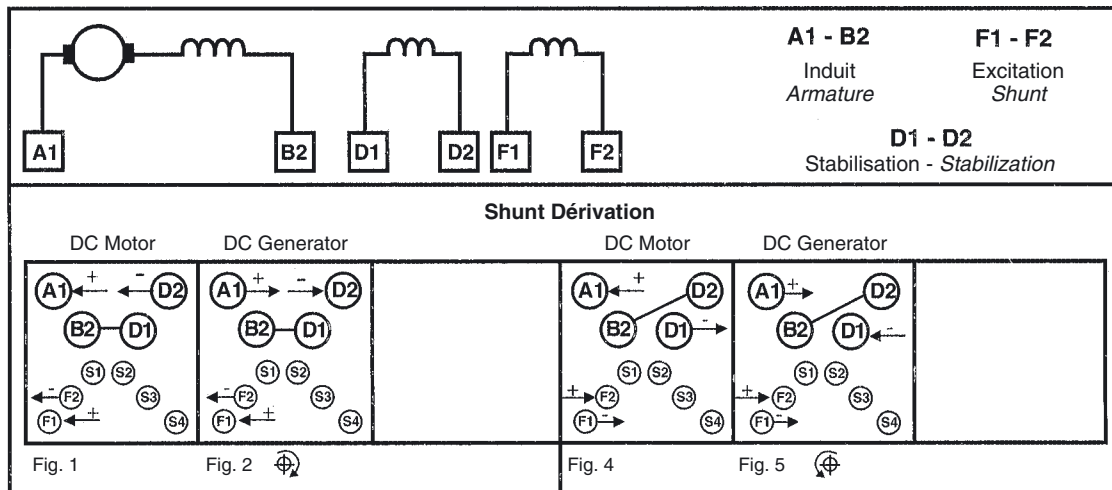 A1 - B2 F1 - F2
Induit Excitation
Armature Shunt
D1 - D2
Stabilisation - Stabilization
A1 B2 D1 D2 F1 F2
Shunt Dérivation
DC Motor DC Generator DC Motor DC Generator
A1 + - D2 A1 + - D2 A1 + D2 A1 + D2
B2 D1 B2 D1 B2 D1 - B2 D1 -
S1 S2 S1 S2 S1 S2 S1 S2
- F2 S3 - F2 S3 + F2 S3 + F2 S3
F1 + S4 F1 + S4 F1 - S4 F1 - S4
Fig. 1 Fig. 2 Fig. 4 Fig. 5